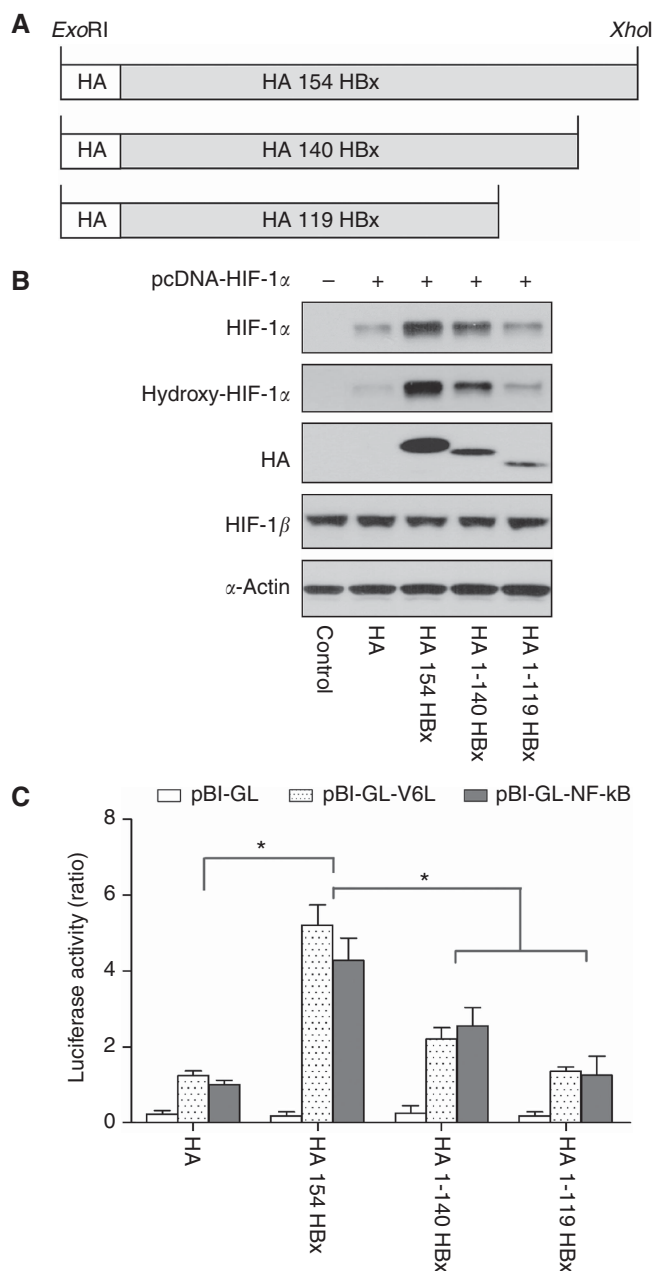 A
ExoRI XhoI
HA HA 154 HBx
HA HA 140 HBx
HA HA 119 HBx
B
pcDNA-HIF-1α – + + + +
HIF-1α
Hydroxy-HIF-1α
HA
HIF-1β
α-Actin
Control
HA
HA 154 HBx
HA 1-140 HBx
HA 1-119 HBx
C
pBI-GL pBI-GL-V6L pBI-GL-NF-kB
Luciferase activity (ratio)
8
6
4
2
0
* *
HA
HA 154 HBx
HA 1-140 HBx
HA 1-119 HBx